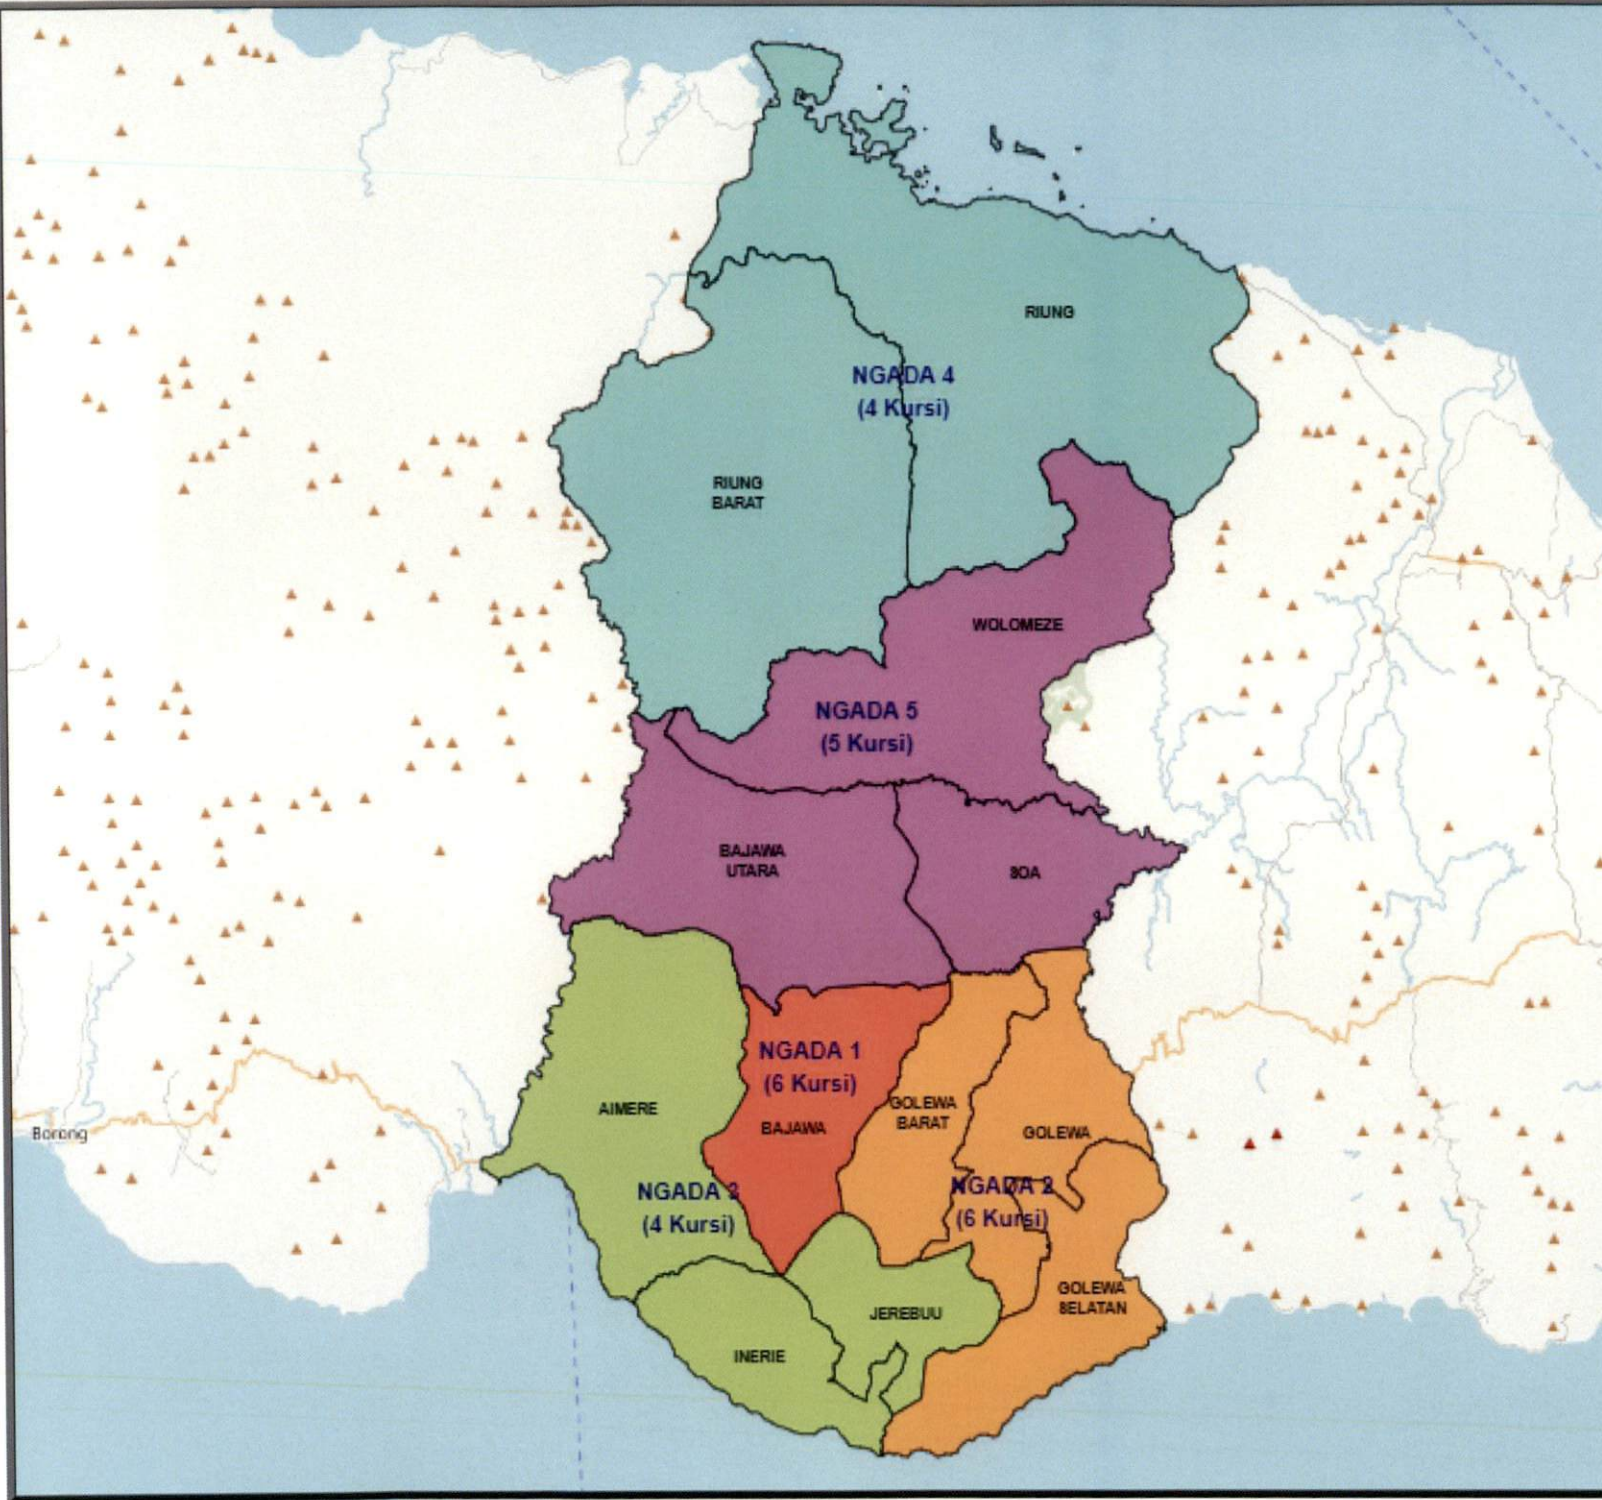 RIUNG
NGADA 4
(4 Kursi)
RIUNG
BARAT
WOLOMEZE
NGADA 5
(5 Kursi)
BAJAWA
UTARA
SOA
NGADA 1
(6 Kursi)
BAJAWA
AIMERE
GOLEWA
BARAT
GOLEWA
Borong
NGADA 3
(4 Kursi)
NGADA 2
(6 Kursi)
GOLEWA
SELATAN
JEREBUU
INERIE